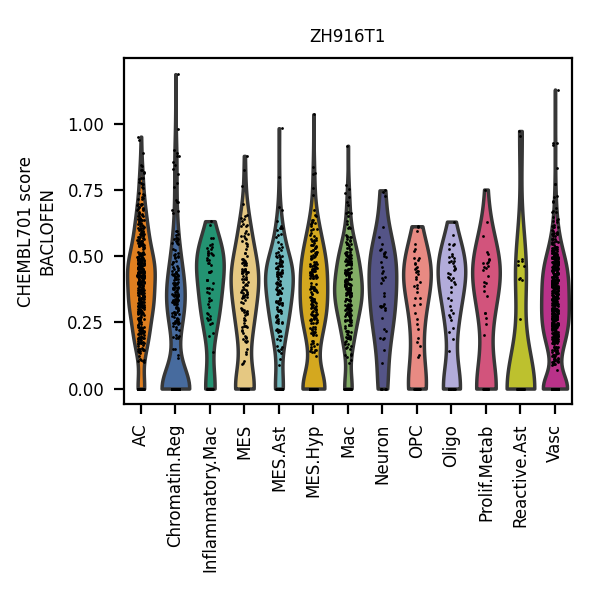 ZH916T1
CHEMBL701 score
BACLOFEN
1.00
0.75
0.50
0.25
0.00
AC
Chromatin.Reg
Inflammatory.Mac
MES
MES.Ast
MES.Hyp
Mac
Neuron
OPC
Oligo
Prolif.Metab
Reactive.Ast
Vasc